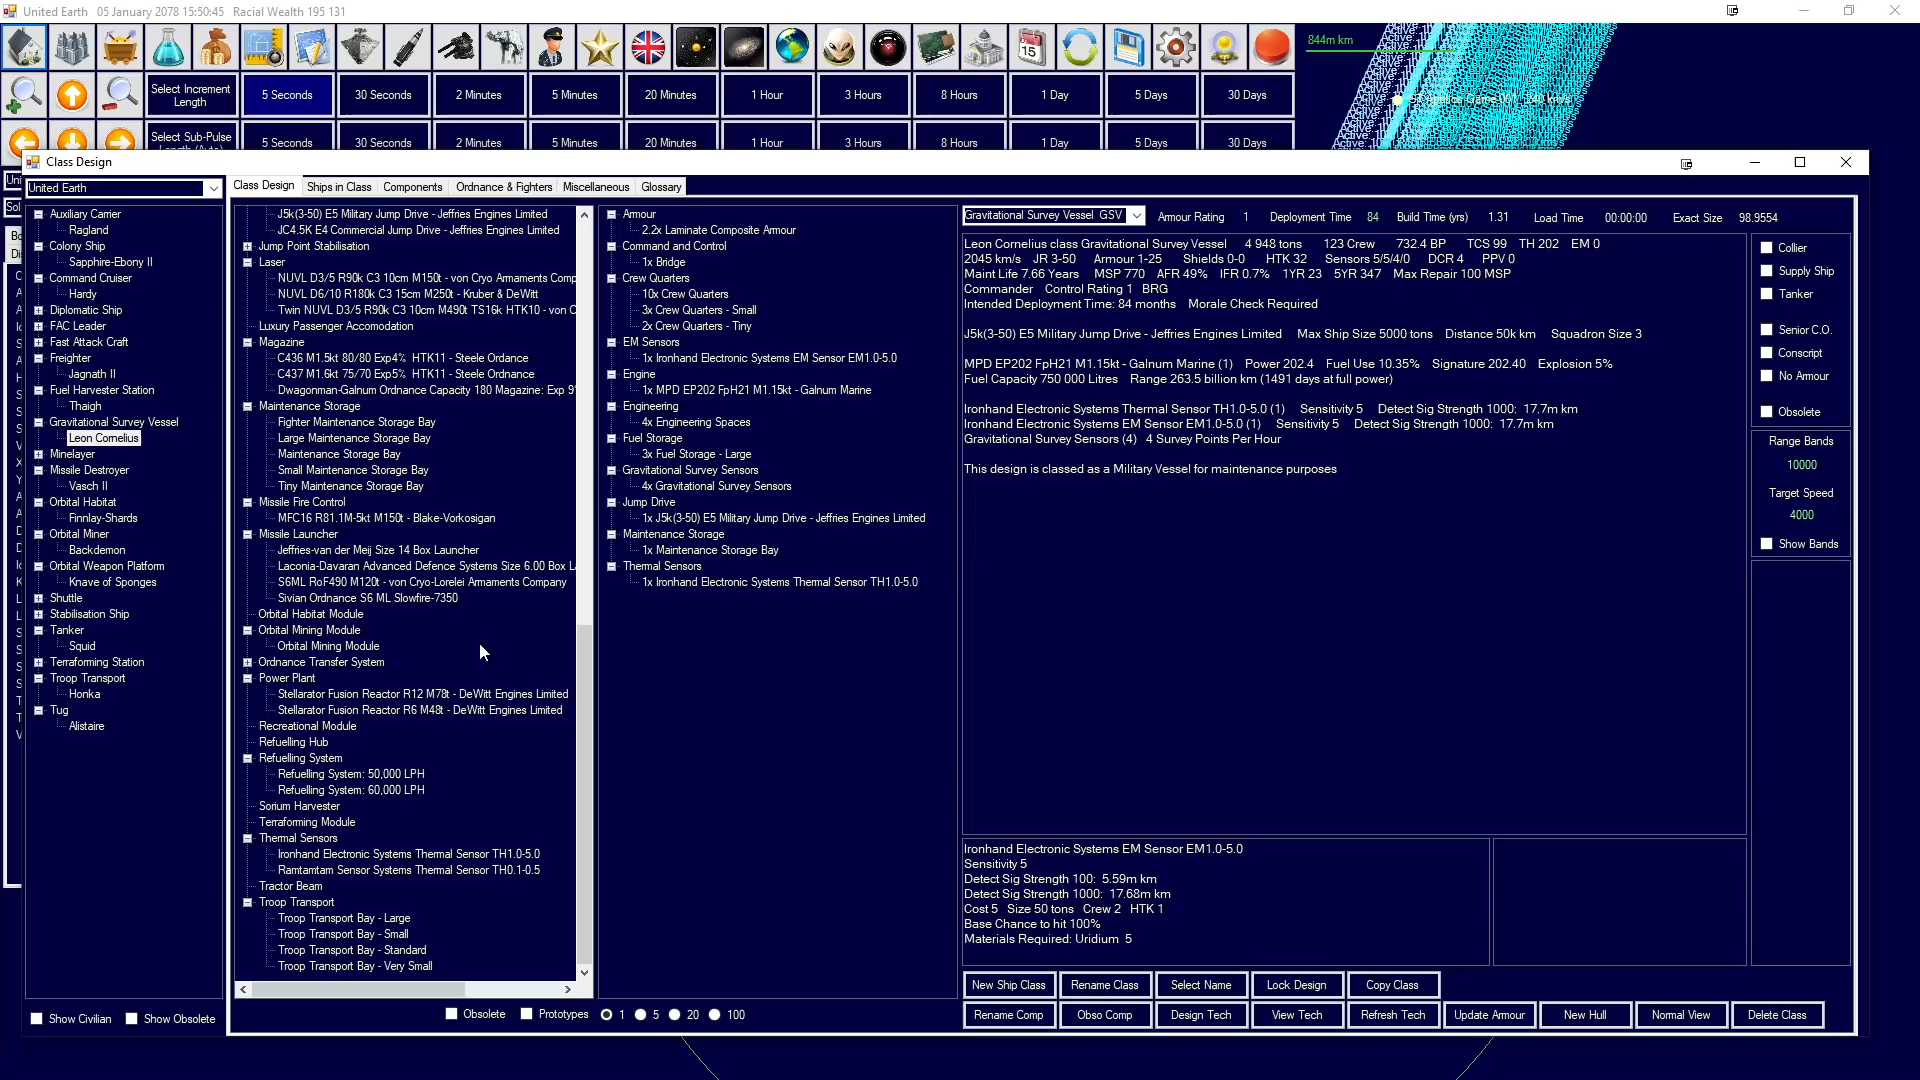 United Earth 05 January 2078 15:50:45 Racial Wealth 195 131
844m km
Select Increment Length
5 Seconds
30 Seconds
2 Minutes
5 Minutes
20 Minutes
1 Hour
3 Hours
8 Hours
1 Day
5 Days
30 Days
Select Sub-Pulse
5 Seconds
30 Seconds
2 Minutes
5 Minutes
20 Minutes
1 Hour
3 Hours
8 Hours
1 Day
5 Days
30 Days
Class Design
United Earth
Auxiliary Carrier
Ragland
Colony Ship
Sapphire-Ebony II
Command Cruiser
Hardy
Diplomatic Ship
FAC Leader
Fast Attack Craft
Freighter
Jagnath II
Fuel Harvester Station
Thaigh
Gravitational Survey Vessel
Leon Cornelius
Minelayer
Missile Destroyer
Vasch II
Orbital Habitat
Finnlay-Shards
Orbital Miner
Backdemon
Orbital Weapon Platform
Knave of Sponges
Shuttle
Stabilisation Ship
Tanker
Squid
Terraforming Station
Troop Transport
Honka
Tug
Alistaire
Show Civilian
Show Obsolete
Class Design
Ships in Class
Components
Ordnance & Fighters
Miscellaneous
Glossary
J5k(3-50) E5 Military Jump Drive - Jeffries Engines Limited
JC4.5K E4 Commercial Jump Drive - Jeffries Engines Limited
Jump Point Stabilisation
Laser
NUVL D3/5 R90k C3 10cm M150t - von Cryo Armaments Comp
NUVL D6/10 R180k C3 15cm M250t - Kruber & DeWitt
Twin NUVL D3/5 R90k C3 10cm M490t TS16k HTK10 - von C
Luxury Passenger Accomodation
Magazine
C436 M1.5kt 80/80 Exp4% HTK11 - Steele Ordance
C437 M1.6kt 75/70 Exp5% HTK11 - Steele Ordance
Dwagonman-Galnum Ordnance Capacity 180 Magazine: Exp 9
Maintenance Storage
Fighter Maintenance Storage Bay
Large Maintenance Storage Bay
Maintenance Storage Bay
Small Maintenance Storage Bay
Tiny Maintenance Storage Bay
Missile Fire Control
MFC16 R81.1M-5kt M150t - Blake-Vorkosigan
Missile Launcher
Jeffries-van der Meij Size 14 Box Launcher
Laconia-Davaran Advanced Defence Systems Size 6.00 Box L
S6ML RoF490 M120t - von Cryo-Lorelei Armaments Company
Sivian Ordnance S6 ML Slowfire-7350
Orbital Habitat Module
Orbital Mining Module
Orbital Mining Module
Ordnance Transfer System
Power Plant
Stellarator Fusion Reactor R12 M78t - DeWitt Engines Limited
Stellarator Fusion Reactor R6 M48t - DeWitt Engines Limited
Recreational Module
Refuelling Hub
Refuelling System
Refuelling System: 50,000 LPH
Refuelling System: 60,000 LPH
Sorium Harvester
Terraforming Module
Thermal Sensors
Ironhand Electronic Systems Thermal Sensor TH1.0-5.0
Ramtamtam Sensor Systems Thermal Sensor TH0.1-0.5
Tractor Beam
Troop Transport
Troop Transport Bay - Large
Troop Transport Bay - Small
Troop Transport Bay - Standard
Troop Transport Bay - Very Small
Obsolete
Prototypes
1
5
20
100
Armour
2.2x Laminate Composite Armour
Command and Control
1x Bridge
Crew Quarters
10x Crew Quarters
3x Crew Quarters - Small
2x Crew Quarters - Tiny
EM Sensors
1x Ironhand Electronic Systems EM Sensor EM1.0-5.0
Engine
1x MPD EP202 FpH21 M1.15kt - Galnum Marine
Engineering
4x Engineering Spaces
Fuel Storage
3x Fuel Storage - Large
Gravitational Survey Sensors
4x Gravitational Survey Sensors
Jump Drive
1x J5k(3-50) E5 Military Jump Drive - Jeffries Engines Limited
Maintenance Storage
1x Maintenance Storage Bay
Thermal Sensors
1x Ironhand Electronic Systems Thermal Sensor TH1.0-5.0
Gravitational Survey Vessel GSV
Armour Rating 1 Deployment Time 84 Build Time (yrs) 1.31 Load Time 00:00:00 Exact Size 98.9554
Leon Cornelius class Gravitational Survey Vessel 4 948 tons 123 Crew 732.4 BP TCS 99 TH 202 EM 0
2045 km/s JR 3-50 Armour 1-25 Shields 0-0 HTK 32 Sensors 5/5/4/0 DCR 4 PPV 0
Maint Life 7.66 Years MSP 770 AFR 49% IFR 0.7% 1YR 23 5YR 347 Max Repair 100 MSP
Commander Control Rating 1 BRG
Intended Deployment Time: 84 months Morale Check Required
J5k(3-50) E5 Military Jump Drive - Jeffries Engines Limited Max Ship Size 5000 tons Distance 50k km Squadron Size 3
MPD EP202 FpH21 M1.15kt - Galnum Marine (1) Power 202.4 Fuel Use 10.35% Signature 202.40 Explosion 5%
Fuel Capacity 750 000 Litres Range 263.5 billion km (1491 days at full power)
Ironhand Electronic Systems Thermal Sensor TH1.0-5.0 (1) Sensitivity 5 Detect Sig Strength 1000: 17.7m km
Ironhand Electronic Systems EM Sensor EM1.0-5.0 (1) Sensitivity 5 Detect Sig Strength 1000: 17.7m km
Gravitational Survey Sensors (4) 4 Survey Points Per Hour
This design is classed as a Military Vessel for maintenance purposes
Collier
Supply Ship
Tanker
Senior C.O.
Conscript
No Amour
Obsolete
Range Bands
10000
Target Speed
4000
Show Bands
Ironhand Electronic Systems EM Sensor EM1.0-5.0
Sensitivity 5
Detect Sig Strength 100: 5.59m km
Detect Sig Strength 1000: 17.68m km
Cost 5 Size 50 tons Crew 2 HTK 1
Base Chance to hit 100%
Materials Required: Uridium 5
New Ship Class
Rename Class
Select Name
Lock Design
Copy Class
Rename Comp
Obso Comp
Design Tech
View Tech
Refresh Tech
Update Armour
New Hull
Normal View
Delete Class